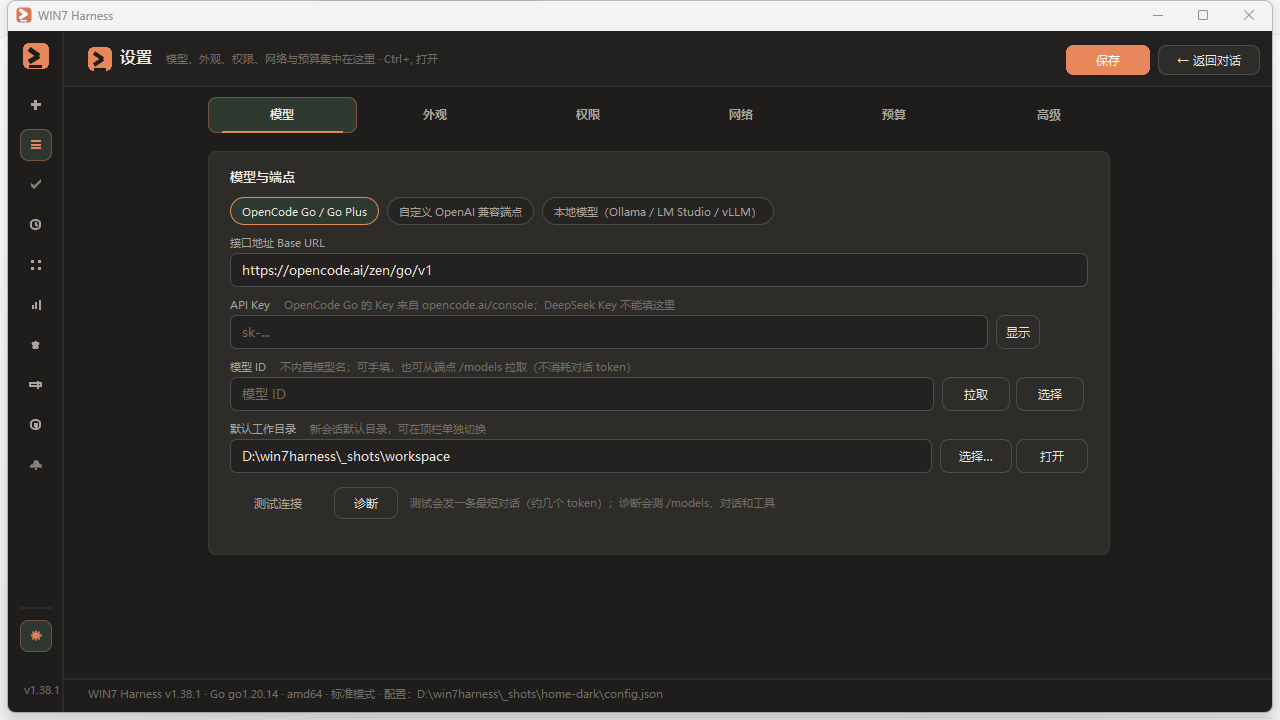 WIN7 Harness
设置 模型、外观、权限、网络与预算集中在这里 · Ctrl+, 打开
保存 ← 返回对话
模型 外观 权限 网络 预算 高级
模型与端点
OpenCode Go / Go Plus 自定义 OpenAI 兼容端点 本地模型（Ollama / LM Studio / vLLM）
接口地址 Base URL
https://opencode.ai/zen/go/v1
API Key OpenCode Go 的 Key 来自 opencode.ai/console；DeepSeek Key 不能填这里
sk-... 显示
模型 ID 不内置模型名；可手填，也可从端点 /models 拉取（不消耗对话 token）
模型 ID 拉取 选择
默认工作目录 新会话默认目录，可在顶栏单独切换
D:\win7harness\_shots\workspace 选择... 打开
测试连接 诊断 测试会发一条最短对话（约几个 token）；诊断会测 /models、对话和工具
v1.38.1 WIN7 Harness v1.38.1 · Go go1.20.14 · amd64 · 标准模式 · 配置：D:\win7harness\_shots\home-dark\config.json